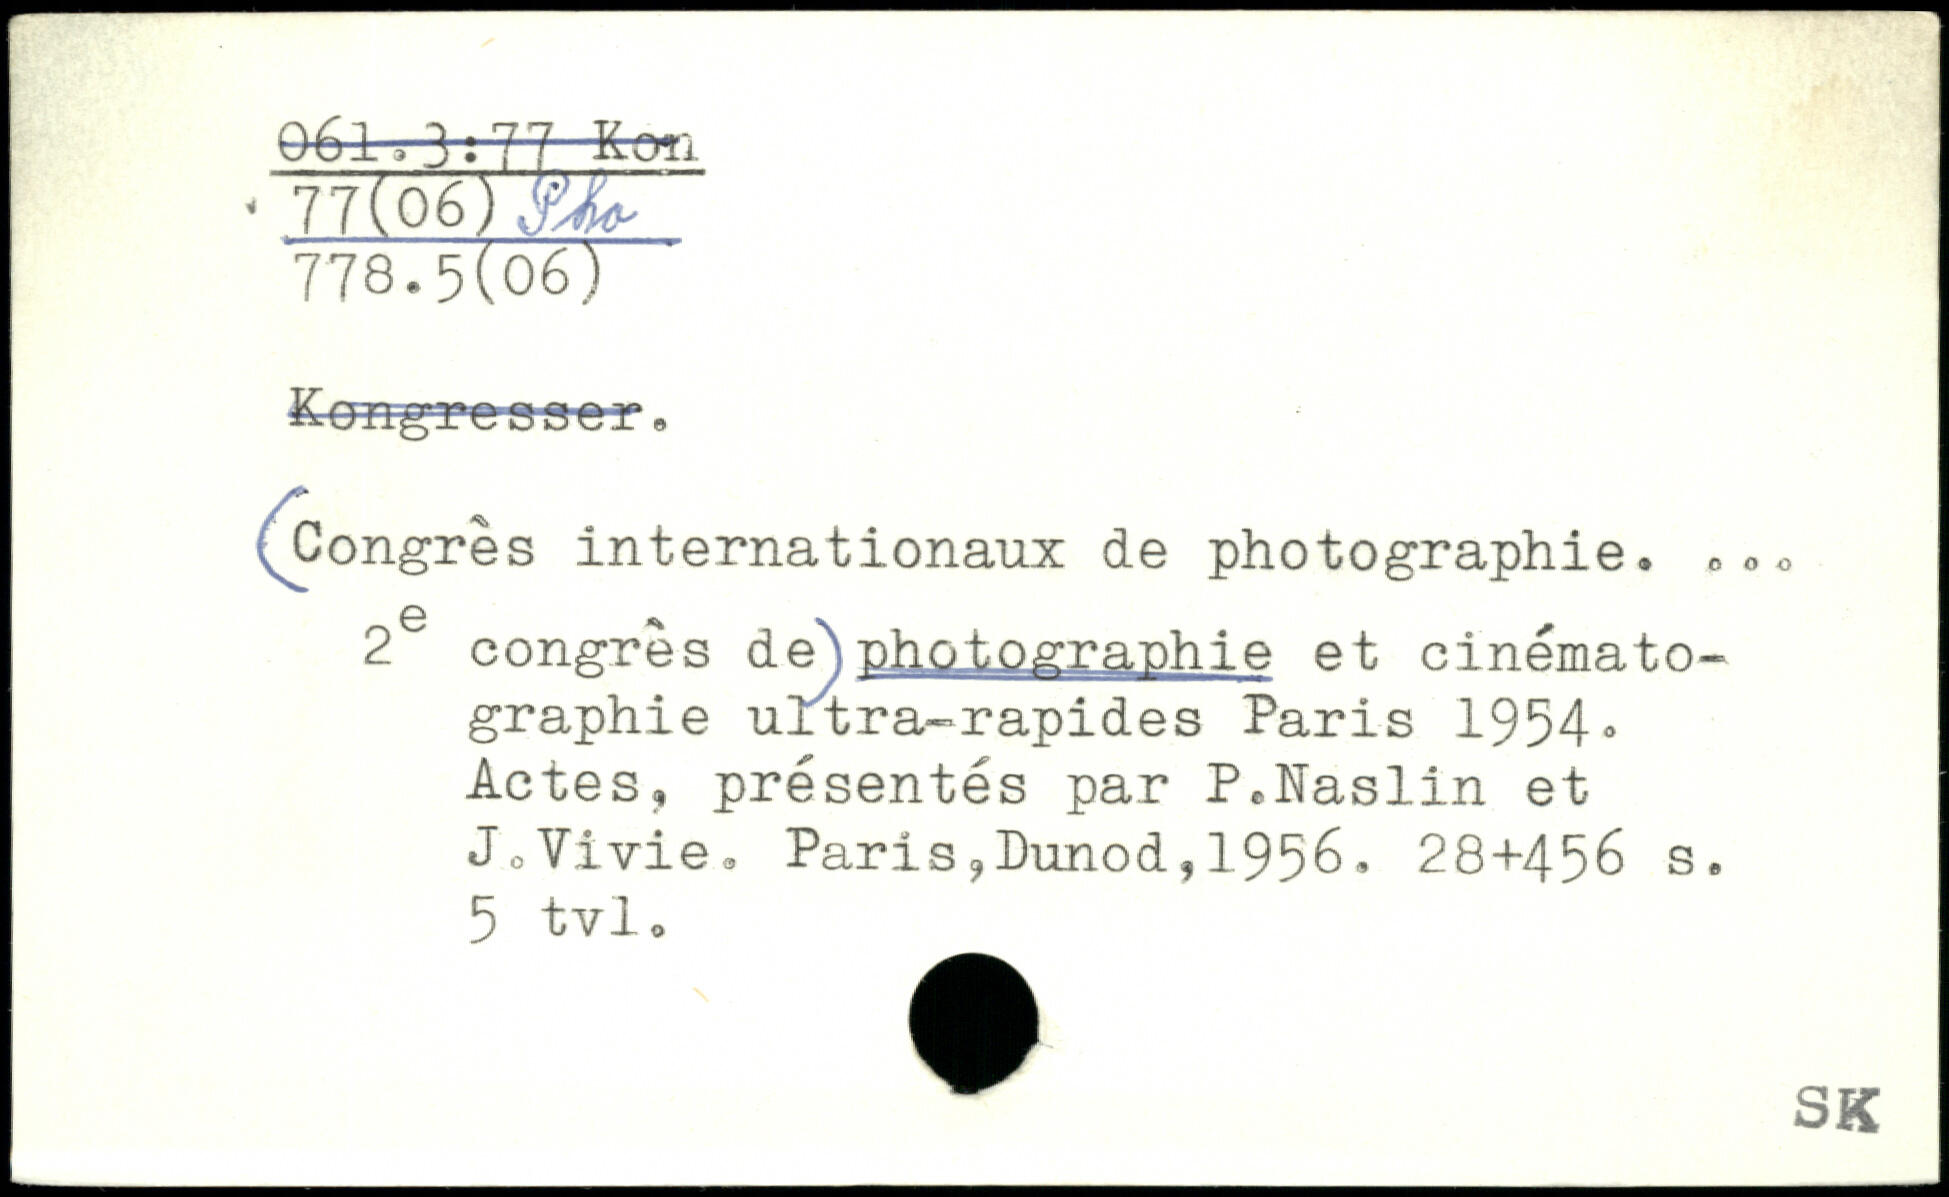 061.3:77 Kon
77(06) Pho
778.5(06)
Kongresser.
(Congrês internationaux de photographie. ...
2e congrês de) photographie et cinémato-
graphie ultra-rapides Paris 1954.
Actes, présentés par P.Naslin et
J.Vivie. Paris,Dunod,1956. 28+456 s.
5 tvl.
SK